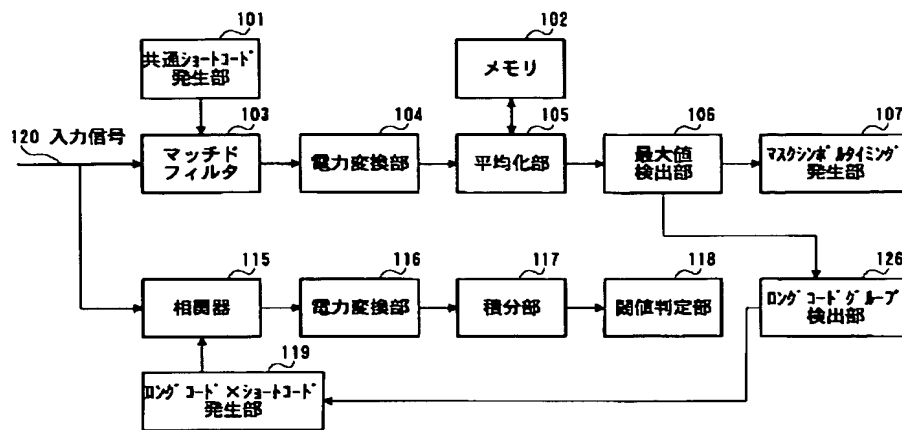 101
共通ショートコード
発生部
102
メモリ
120 入力信号
103
マッチド
フィルタ
104
電力変換部
105
平均化部
106
最大値
検出部
107
マスクシンボルタイミング
発生部
115
相関器
116
電力変換部
117
積分部
118
閾値判定部
126
ロングコードグループ
検出部
119
ロングコード×ショートコード
発生部